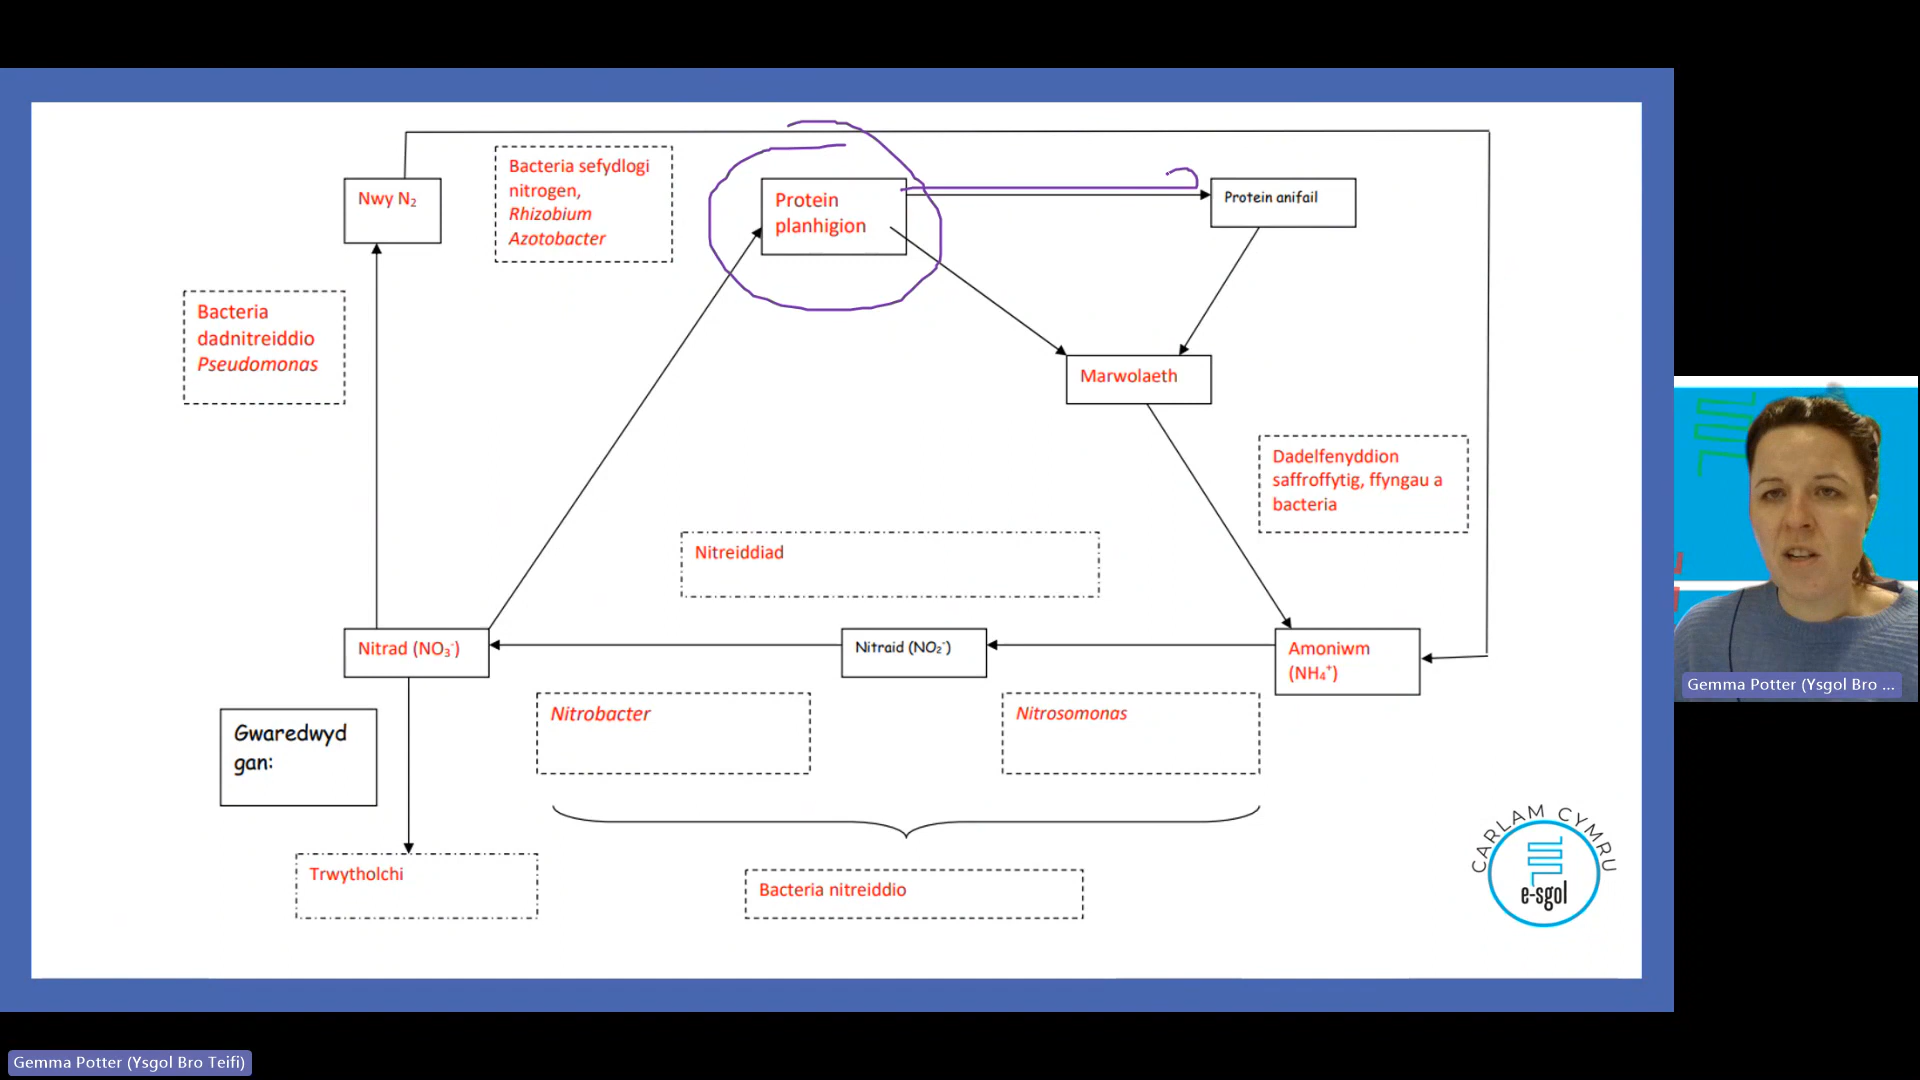 Bacteria sefydlogi
nitrogen,
Rhizobium
Azotobacter
Nwy N₂
Protein
planhigion
Protein anifail
Bacteria
dadnitreiddio
Pseudomonas
Marwolaeth
Dadelfenyddion
saffroffytig, ffyngau a
bacteria
Nitreiddiad
Nitrad (NO₃⁻)
Nitraid (NO₂⁻)
Amoniwm
(NH₄⁺)
Nitrobacter
Nitrosomonas
Gwaredwyd
gan:
Trwytholchi
Bacteria nitreiddio
CARLAM CYMRU
e-sgol
Gemma Potter (Ysgol Bro ...
Gemma Potter (Ysgol Bro Teifi)